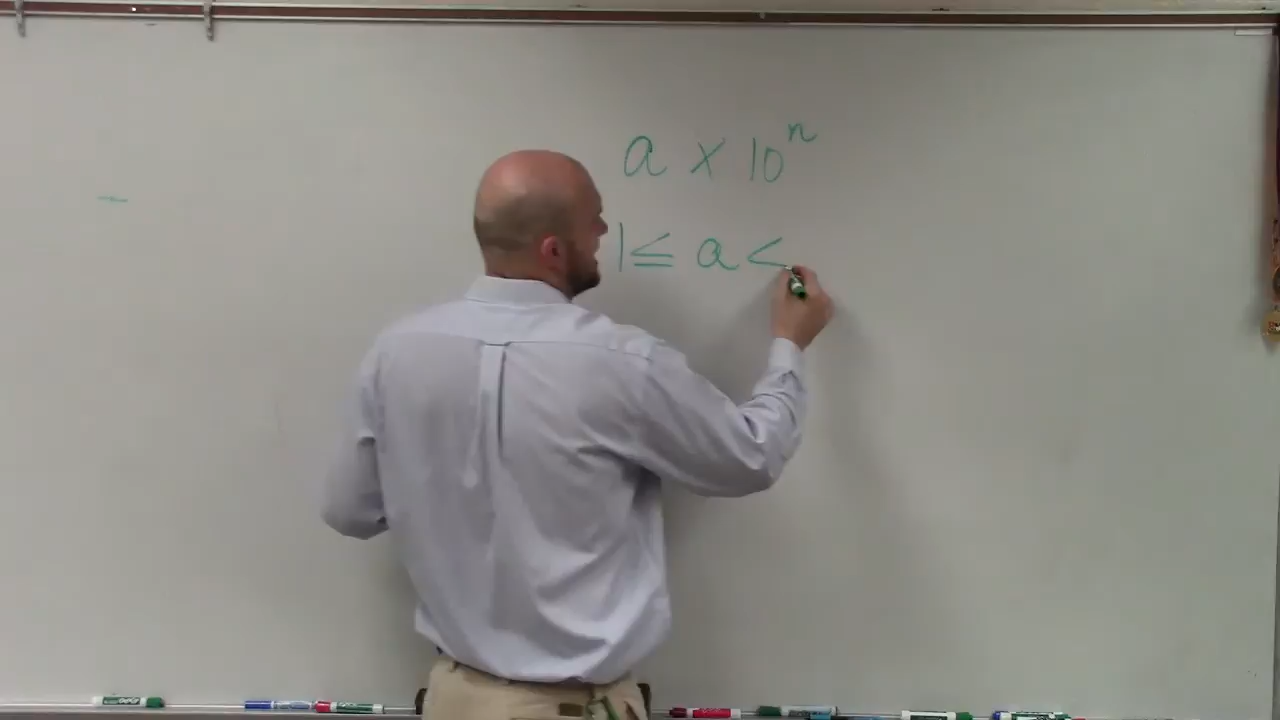 a × 10ⁿ
1 ≤ a <